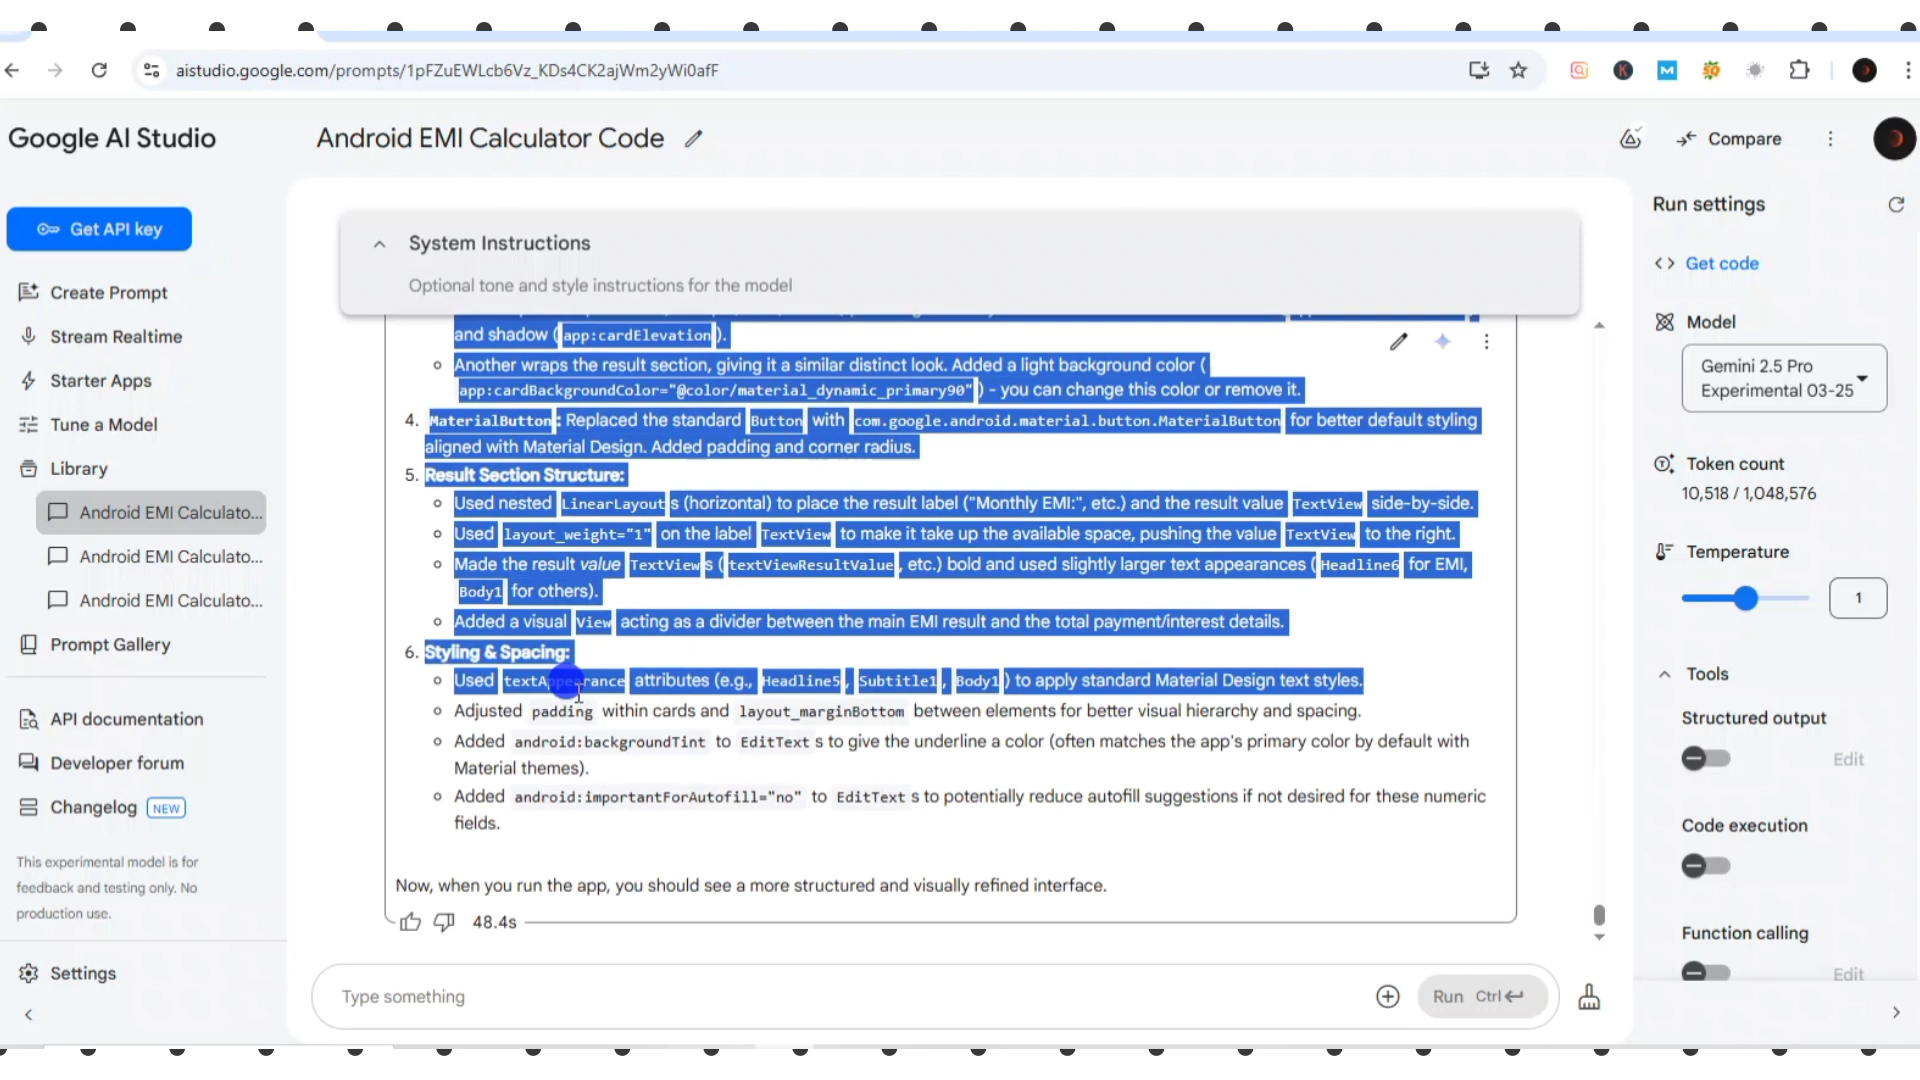 aistudio.google.com/prompts/1pFZuEWLcb6Vz_KDs4CK2ajWm2yWi0afF
Google AI Studio
Android EMI Calculator Code
Compare
Get API key
Create Prompt
Stream Realtime
Starter Apps
Tune a Model
Library
Android EMI Calculato...
Android EMI Calculato...
Android EMI Calculato...
Prompt Gallery
API documentation
Developer forum
Changelog NEW
This experimental model is for
feedback and testing only. No
production use.
Settings
System Instructions
Optional tone and style instructions for the model
and shadow ( app:cardElevation ).
Another wraps the result section, giving it a similar distinct look. Added a light background color (
app:cardBackgroundColor="@color/material_dynamic_primary90" ) - you can change this color or remove it.
4. MaterialButton : Replaced the standard Button with com.google.android.material.button.MaterialButton for better default styling
aligned with Material Design. Added padding and corner radius.
5. Result Section Structure:
Used nested LinearLayout s (horizontal) to place the result label ("Monthly EMI:", etc.) and the result value TextView side-by-side.
Used layout_weight="1" on the label TextView to make it take up the available space, pushing the value TextView to the right.
Made the result value TextView s ( textViewResultValue , etc.) bold and used slightly larger text appearances ( Headline6 for EMI,
Body1 for others).
Added a visual View acting as a divider between the main EMI result and the total payment/interest details.
6. Styling & Spacing:
Used textAppearance attributes (e.g., Headline5 , Subtitle1 , Body1 ) to apply standard Material Design text styles.
Adjusted padding within cards and layout_marginBottom between elements for better visual hierarchy and spacing.
Added android:backgroundTint to EditText s to give the underline a color (often matches the app's primary color by default with
Material themes).
Added android:importantForAutofill="no" to EditText s to potentially reduce autofill suggestions if not desired for these numeric
fields.
Now, when you run the app, you should see a more structured and visually refined interface.
48.4s
Type something
Run Ctrl
Run settings
Get code
Model
Gemini 2.5 Pro
Experimental 03-25
Token count
10,518 / 1,048,576
Temperature
1
Tools
Structured output
Edit
Code execution
Function calling
Edit